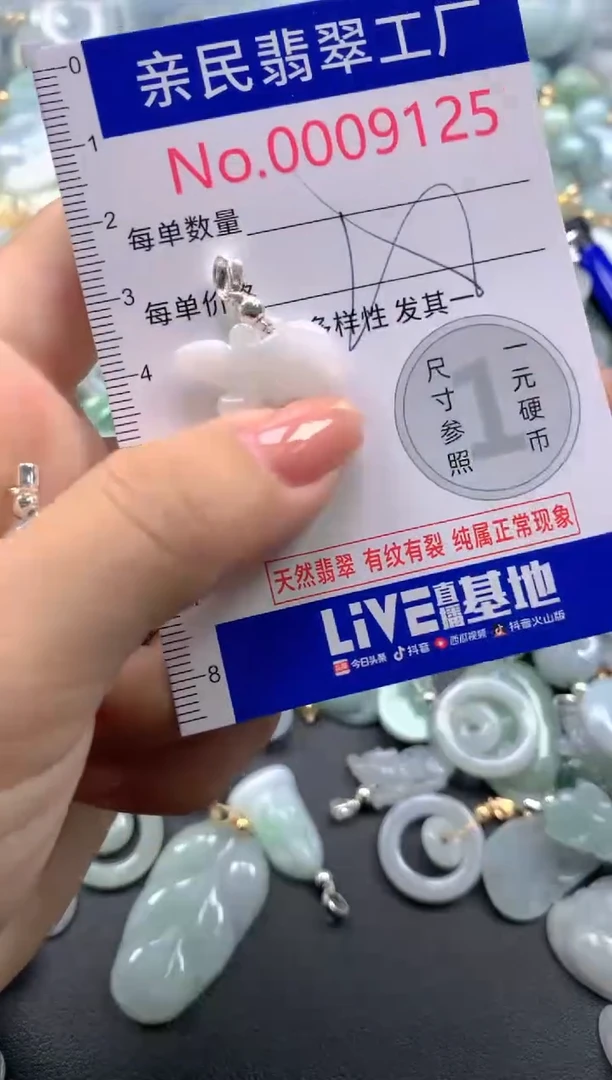 亲民翡翠工厂
No.0009125
每单数量
每单价格
多样性 发其一
尺寸参照
一元硬币
1
天然翡翠 有纹有裂 纯属正常现象
LiVE直播基地
今日头条 抖音 西瓜视频 抖音火山版
0
1
2
3
4
8